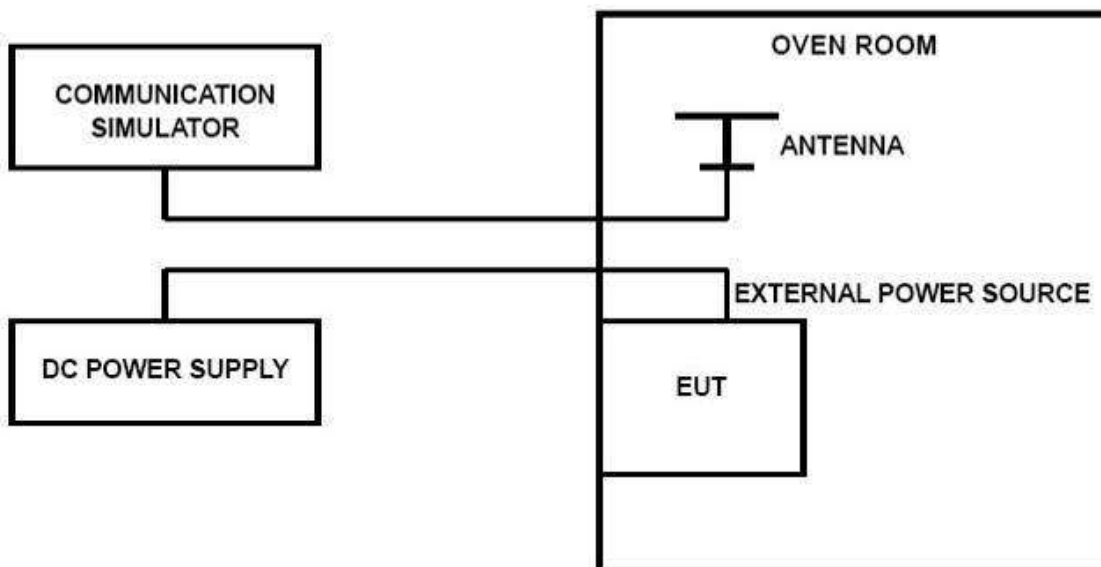 OVEN ROOM
COMMUNICATION
SIMULATOR
ANTENNA
EXTERNAL POWER SOURCE
DC POWER SUPPLY
EUT